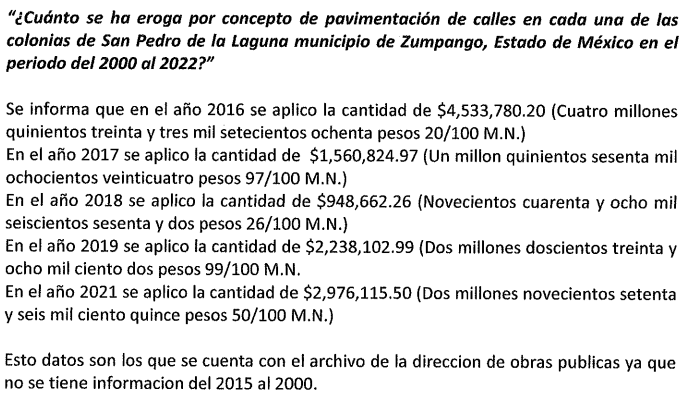 “¿Cuánto se ha eroga por concepto de pavimentación de calles en cada una de las
colonias de San Pedro de la Laguna municipio de Zumpango, Estado de México en el
periodo del 2000 al 2022?”
Se informa que en el año 2016 se aplico la cantidad de $4,533,780.20 (Cuatro millones
quinientos treinta y tres mil setecientos ochenta pesos 20/100 M.N.)
En el año 2017 se aplico la cantidad de $1,560,824.97 (Un millon quinientos sesenta mil
ochocientos veinticuatro pesos 97/100 M.N.)
En el año 2018 se aplico la cantidad de $948,662.26 (Novecientos cuarenta y ocho mil
seiscientos sesenta y dos pesos 26/100 M.N.)
En el año 2019 se aplico la cantidad de $2,238,102.99 (Dos millones doscientos treinta y
ocho mil ciento dos pesos 99/100 M.N.
En el año 2021 se aplico la cantidad de $2,976,115.50 (Dos millones novecientos setenta
y seis mil ciento quince pesos 50/100 M.N.)
Esto datos son los que se cuenta con el archivo de la direccion de obras publicas ya que
no se tiene informacion del 2015 al 2000.